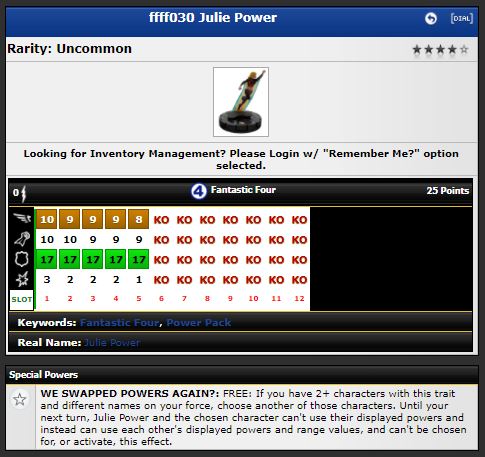 ffff030 Julie Power
[DIAL]
Rarity: Uncommon
Looking for Inventory Management? Please Login w/ "Remember Me?" option
selected.
0 4 Fantastic Four 25 Points
10 9 9 9 8 KO KO KO KO KO KO KO
10 10 9 9 9 KO KO KO KO KO KO KO
17 17 17 17 17 KO KO KO KO KO KO KO
3 2 2 2 1 KO KO KO KO KO KO KO
SLOT 1 2 3 4 5 6 7 8 9 10 11 12
Keywords: Fantastic Four, Power Pack
Real Name: Julie Power
Special Powers
WE SWAPPED POWERS AGAIN?: FREE: If you have 2+ characters with this trait
and different names on your force, choose another of those characters. Until your
next turn, Julie Power and the chosen character can't use their displayed powers and
instead can use each other's displayed powers and range values, and can't be chosen
for, or activate, this effect.